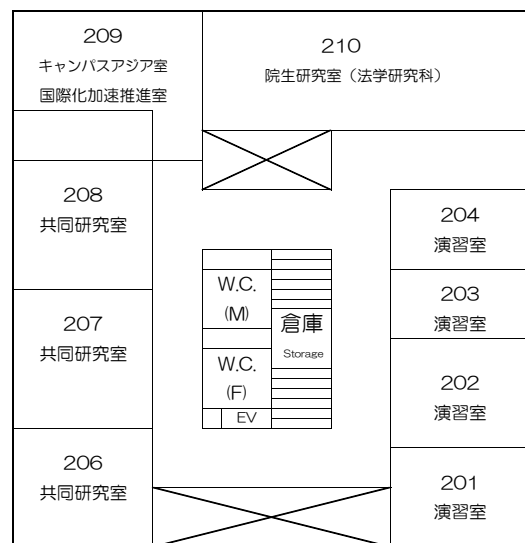 209
キャンパスアジア室
国際化加速推進室
210
院生研究室（法学研究科）
208
共同研究室
204
演習室
W.C.
(M)
倉庫
Storage
203
演習室
207
共同研究室
W.C.
(F)
EV
202
演習室
206
共同研究室
201
演習室